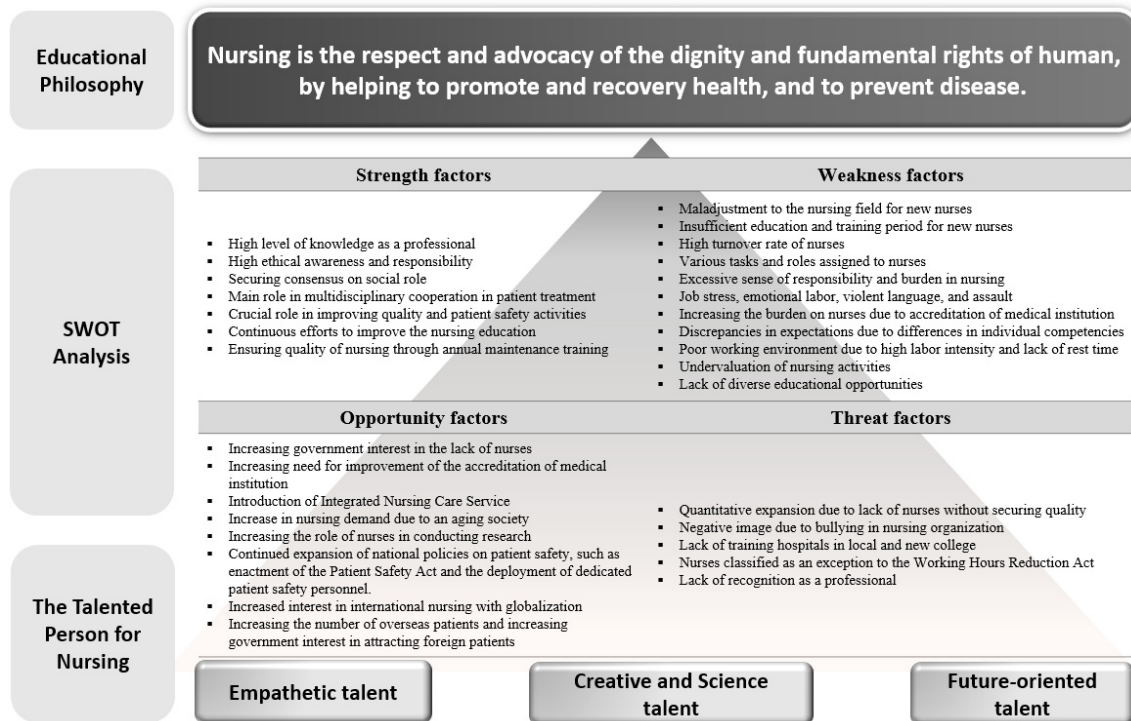 Educational
Philosophy
Nursing is the respect and advocacy of the dignity and fundamental rights of human,
by helping to promote and recovery health, and to prevent disease.
SWOT
Analysis
Strength factors
▪ High level of knowledge as a professional
▪ High ethical awareness and responsibility
▪ Securing consensus on social role
▪ Main role in multidisciplinary cooperation in patient treatment
▪ Crucial role in improving quality and patient safety activities
▪ Continuous efforts to improve the nursing education
▪ Ensuring quality of nursing through annual maintenance training
Weakness factors
▪ Maladjustment to the nursing field for new nurses
▪ Insufficient education and training period for new nurses
▪ High turnover rate of nurses
▪ Various tasks and roles assigned to nurses
▪ Excessive sense of responsibility and burden in nursing
▪ Job stress, emotional labor, violent language, and assault
▪ Increasing the burden on nurses due to accreditation of medical institution
▪ Discrepancies in expectations due to differences in individual competencies
▪ Poor working environment due to high labor intensity and lack of rest time
▪ Undervaluation of nursing activities
▪ Lack of diverse educational opportunities
Opportunity factors
▪ Increasing government interest in the lack of nurses
▪ Increasing need for improvement of the accreditation of medical
institution
▪ Introduction of Integrated Nursing Care Service
▪ Increase in nursing demand due to an aging society
▪ Increasing the role of nurses in conducting research
▪ Continued expansion of national policies on patient safety, such as
enactment of the Patient Safety Act and the deployment of dedicated
patient safety personnel.
▪ Increased interest in international nursing with globalization
▪ Increasing the number of overseas patients and increasing
government interest in attracting foreign patients
Threat factors
▪ Quantitative expansion due to lack of nurses without securing quality
▪ Negative image due to bullying in nursing organization
▪ Lack of training hospitals in local and new college
▪ Nurses classified as an exception to the Working Hours Reduction Act
▪ Lack of recognition as a professional
The Talented
Person for
Nursing
Empathetic talent
Creative and Science
talent
Future-oriented
talent